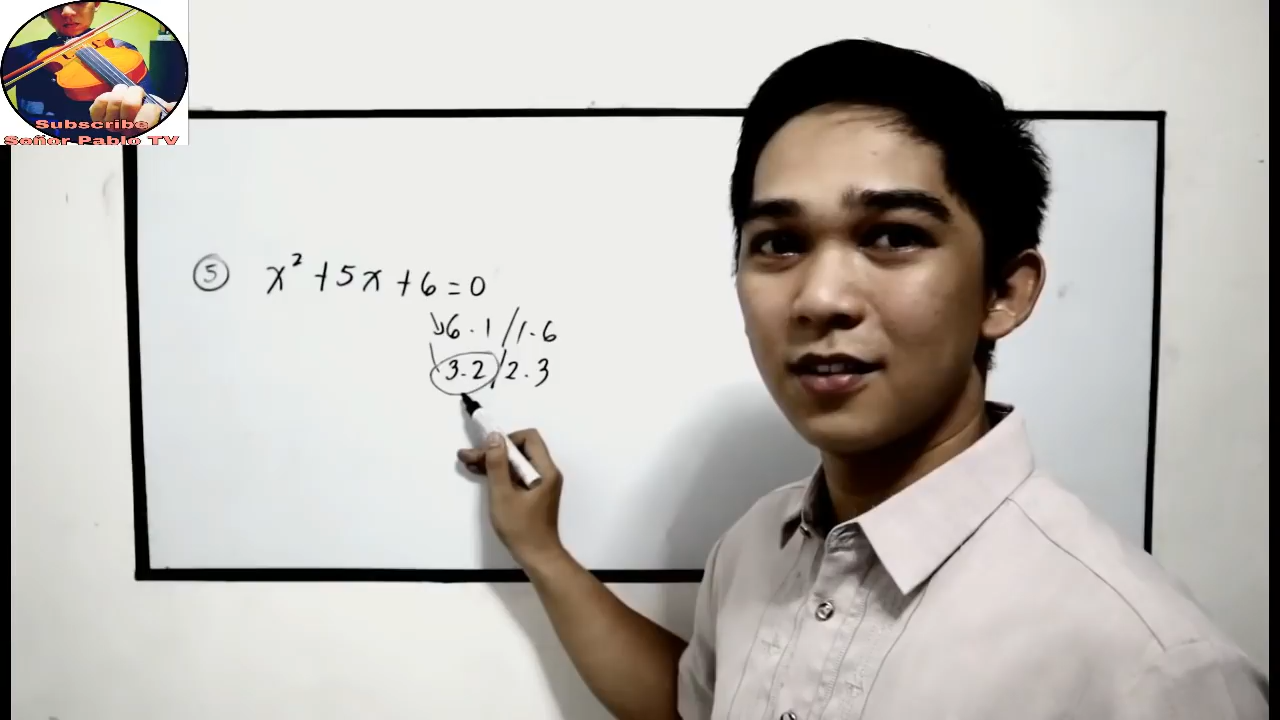 Subscribe
Señor Pablo TV
5 x² + 5x + 6 = 0
6 . 1 / 1 . 6
3 . 2 / 2 . 3